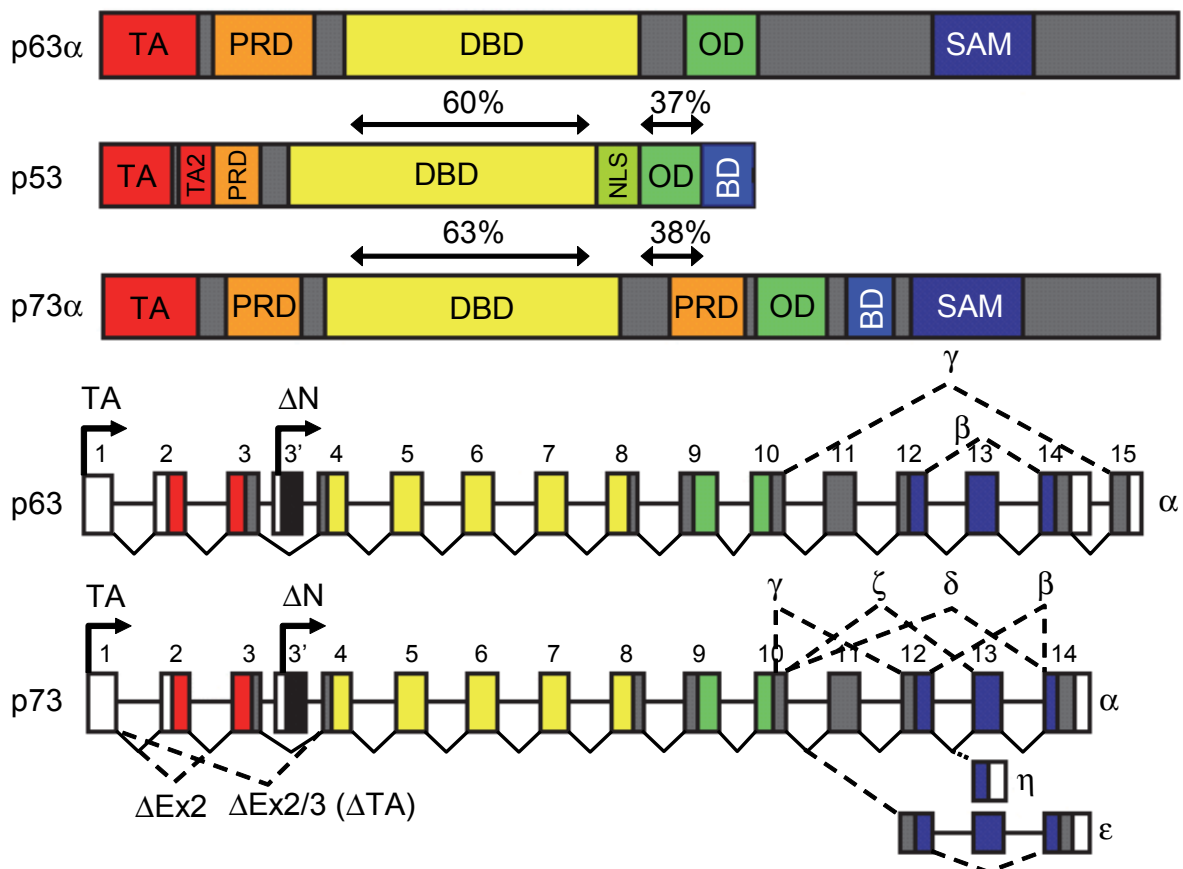 p63α TA PRD DBD OD SAM
60% 37%
p53 TA TA2 PRD DBD NLS OD BD
63% 38%
p73α TA PRD DBD PRD OD BD SAM
γ
TA ΔN
β
1 2 3 3' 4 5 6 7 8 9 10 11 12 13 14 15
p63 α
TA ΔN γ ζ δ β
1 2 3 3' 4 5 6 7 8 9 10 11 12 13 14
p73 α
η
ΔEx2 ΔEx2/3 (ΔTA)
ε